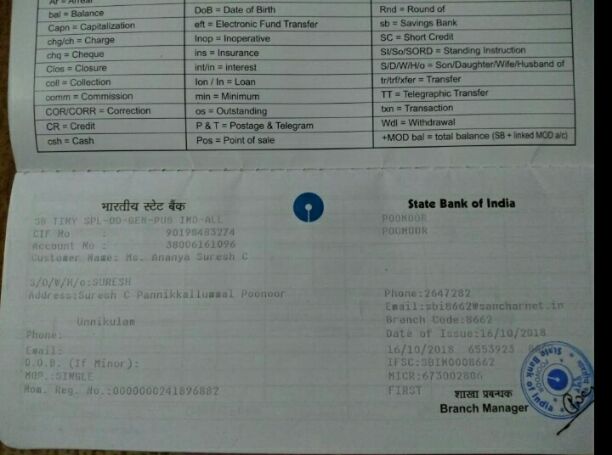 Ar = Arrear
bal = Balance
Capn = Capitalization
chg/ch = Charge
chq = Cheque
Clos = Closure
coll = Collection
comm = Commission
COR/CORR = Correction
CR = Credit
csh = Cash
DoB = Date of Birth
eft = Electronic Fund Transfer
Inop = Inoperative
ins = Insurance
int/in = interest
lon / ln = Loan
min = Minimum
os = Outstanding
P & T = Postage & Telegram
Pos = Point of sale
Rnd = Round of
sb = Savings Bank
SC = Short Credit
SI/So/SORD = Standing Instruction
S/D/W/H/o = Son/Daughter/Wife/Husband of
tr/trf/xfer = Transfer
TT = Telegraphic Transfer
txn = Transaction
Wdl = Withdrawal
+MOD bal = total balance (SB + linked MOD a/c)
भारतीय स्टेट बैंक
State Bank of India
SB TINY SPL-OD-GEN-PUB IND-ALL
CIF No : 90198483274
Account No : 38006161096
Customer Name: Ms. Ananya Suresh C
S/D/W/H/o:SURESH
Address:Suresh C Pannikkallummal Poonoor
Unnikulam
Phone:
Email:
D.O.B. (If Minor):
MOP.:SINGLE
Nom. Reg. No.:0000000241896882
POONOOR
POONOOR
Phone:2647282
Email:sbi8662@sancharnet.in
Branch Code:8662
Date of Issue:16/10/2018
16/10/2018 6553923
IFSC:SBIN0008662
MICR:673002806
FIRST
शाखा प्रबन्धक
Branch Manager
State Bank of India